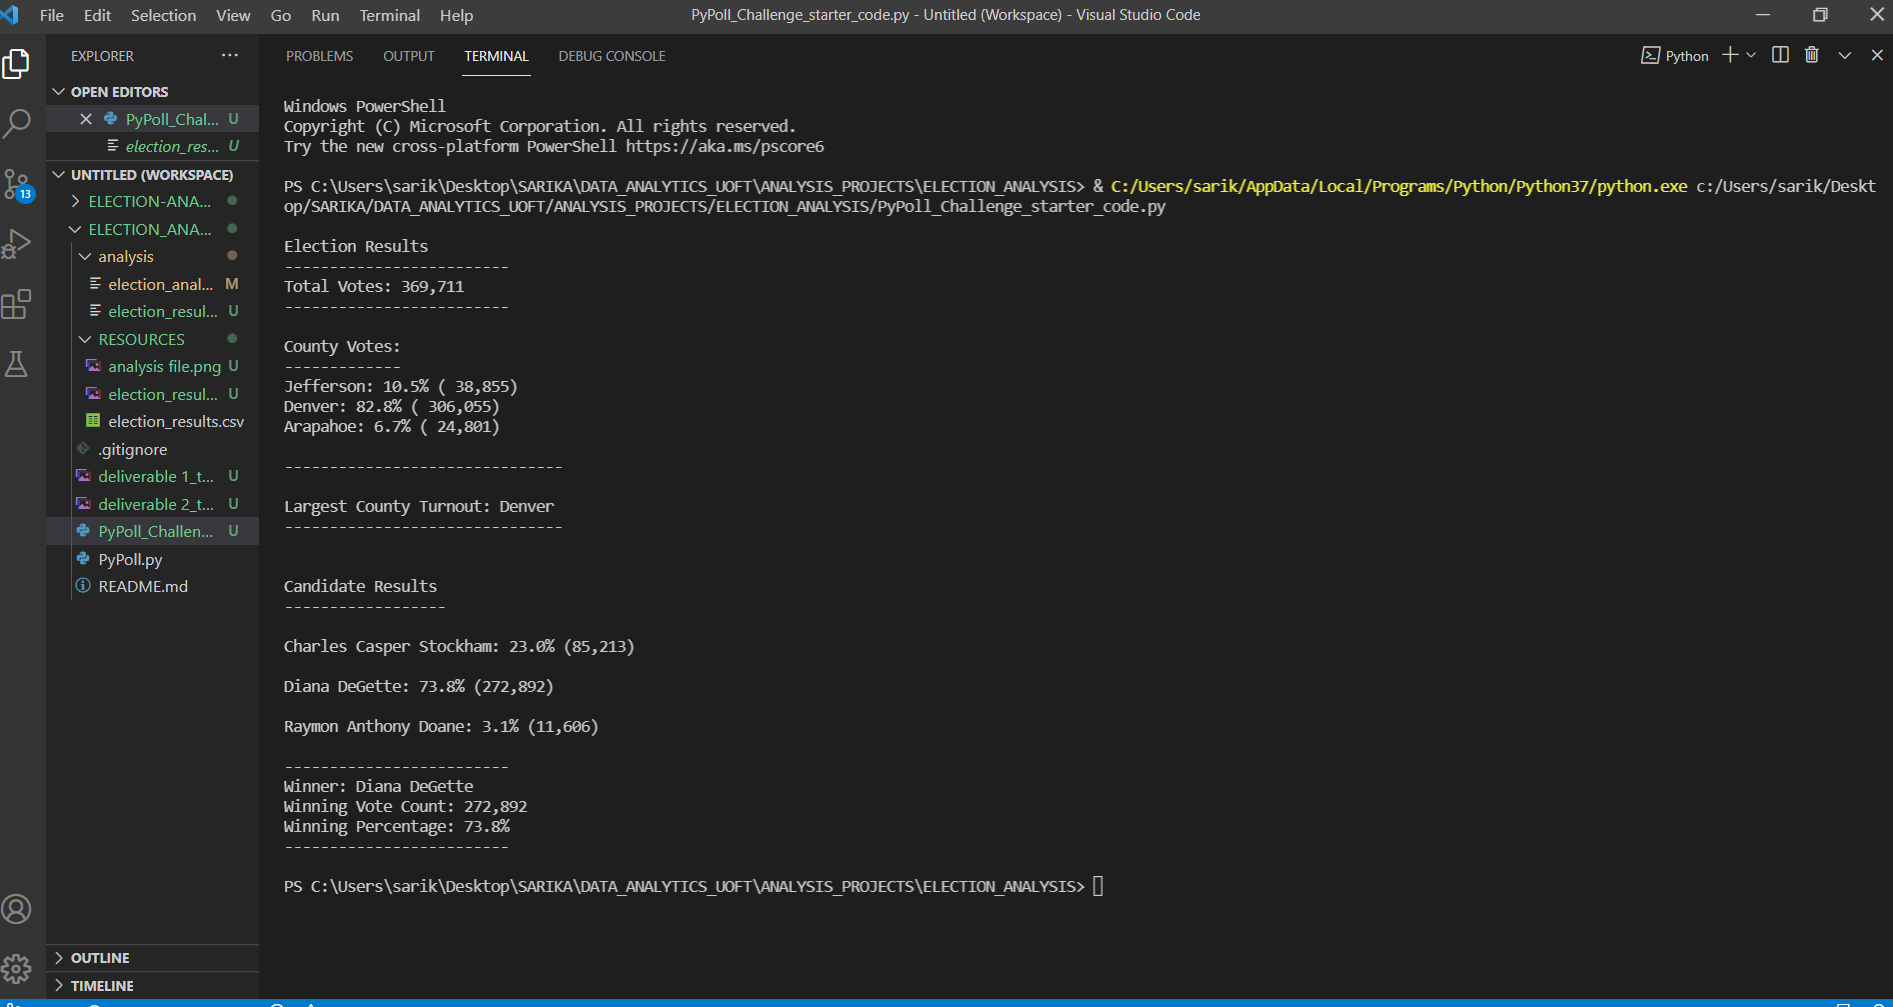 File Edit Selection View Go Run Terminal Help
PyPoll_Challenge_starter_code.py - Untitled (Workspace) - Visual Studio Code
EXPLORER ···
OPEN EDITORS
PyPoll_Chal... U
election_res... U
UNTITLED (WORKSPACE)
13
ELECTION-ANA...
ELECTION_ANA...
analysis
election_anal... M
election_resul... U
RESOURCES
analysis file.png U
election_resul... U
election_results.csv
.gitignore
deliverable 1_t... U
deliverable 2_t... U
PyPoll_Challen... U
PyPoll.py
README.md
OUTLINE
TIMELINE
PROBLEMS OUTPUT TERMINAL DEBUG CONSOLE
Python
Windows PowerShell
Copyright (C) Microsoft Corporation. All rights reserved.
Try the new cross-platform PowerShell https://aka.ms/pscore6
PS C:\Users\sarik\Desktop\SARIKA\DATA_ANALYTICS_UOFT\ANALYSIS_PROJECTS\ELECTION_ANALYSIS> & C:/Users/sarik/AppData/Local/Programs/Python/Python37/python.exe c:/Users/sarik/Deskt
op/SARIKA/DATA_ANALYTICS_UOFT/ANALYSIS_PROJECTS/ELECTION_ANALYSIS/PyPoll_Challenge_starter_code.py
Election Results
-------------------------
Total Votes: 369,711
-------------------------
County Votes:
-------------
Jefferson: 10.5% ( 38,855)
Denver: 82.8% ( 306,055)
Arapahoe: 6.7% ( 24,801)
-------------------------------
Largest County Turnout: Denver
-------------------------------
Candidate Results
------------------
Charles Casper Stockham: 23.0% (85,213)
Diana DeGette: 73.8% (272,892)
Raymon Anthony Doane: 3.1% (11,606)
-------------------------
Winner: Diana DeGette
Winning Vote Count: 272,892
Winning Percentage: 73.8%
-------------------------
PS C:\Users\sarik\Desktop\SARIKA\DATA_ANALYTICS_UOFT\ANALYSIS_PROJECTS\ELECTION_ANALYSIS>